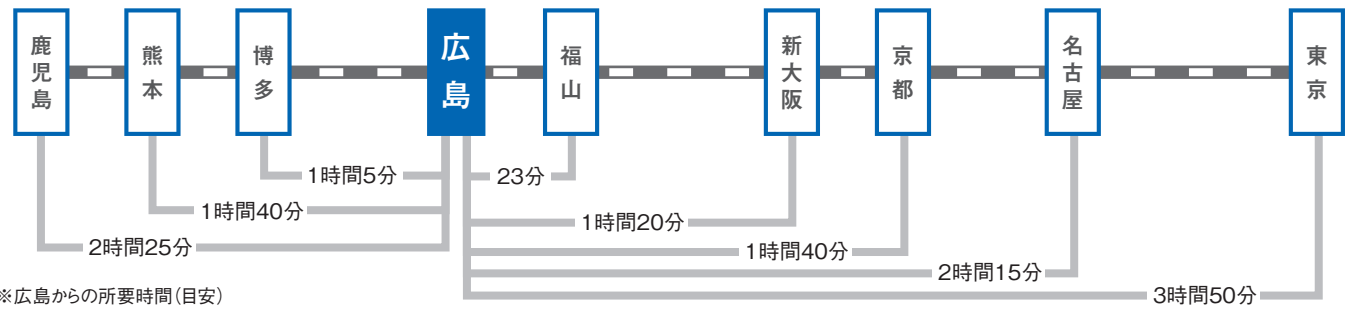 鹿児島
熊本
博多
広島
福山
新大阪
京都
名古屋
東京
1時間5分
23分
1時間40分
1時間20分
2時間25分
1時間40分
2時間15分
3時間50分
※広島からの所要時間(目安)